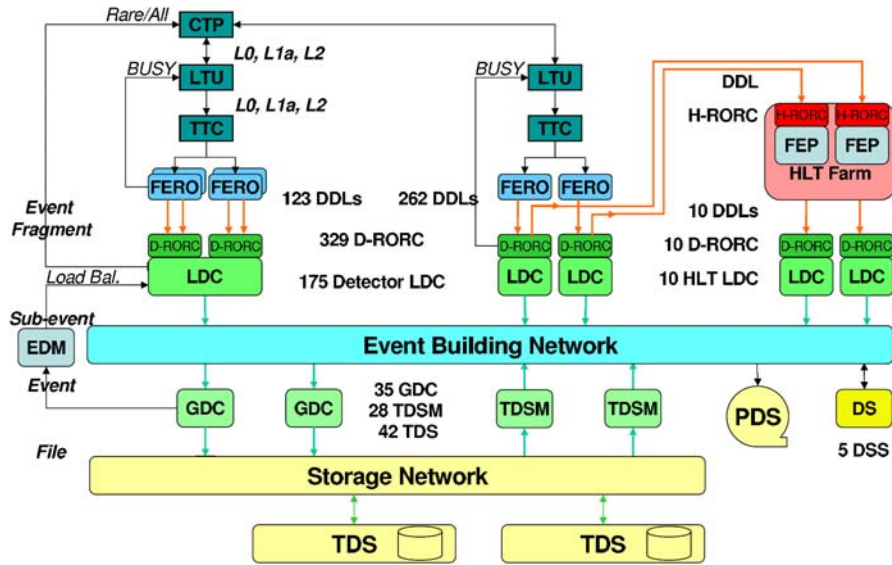 Rare/All
CTP
L0, L1a, L2
BUSY
LTU
BUSY
LTU
DDL
L0, L1a, L2
H-RORC
H-RORC
H-RORC
TTC
TTC
FEP
FEP
HLT Farm
FERO
FERO
FERO
FERO
123 DDLs
262 DDLs
Event
Fragment
10 DDLs
D-RORC
D-RORC
329 D-RORC
D-RORC
D-RORC
10 D-RORC
D-RORC
D-RORC
Load Bal.
LDC
175 Detector LDC
LDC
LDC
10 HLT LDC
LDC
LDC
Sub-event
EDM
Event Building Network
Event
35 GDC
GDC
GDC
28 TDSM
TDSM
TDSM
PDS
DS
42 TDS
File
5 DSS
Storage Network
TDS
TDS